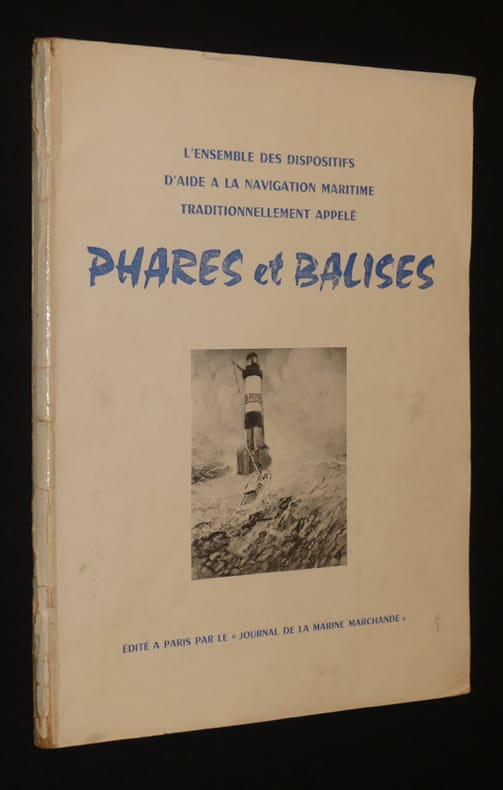 L'ENSEMBLE DES DISPOSITIFS
D'AIDE A LA NAVIGATION MARITIME
TRADITIONNELLEMENT APPELÉ
PHARES et BALISES
ÉDITÉ A PARIS PAR LE « JOURNAL DE LA MARINE MARCHANDE »